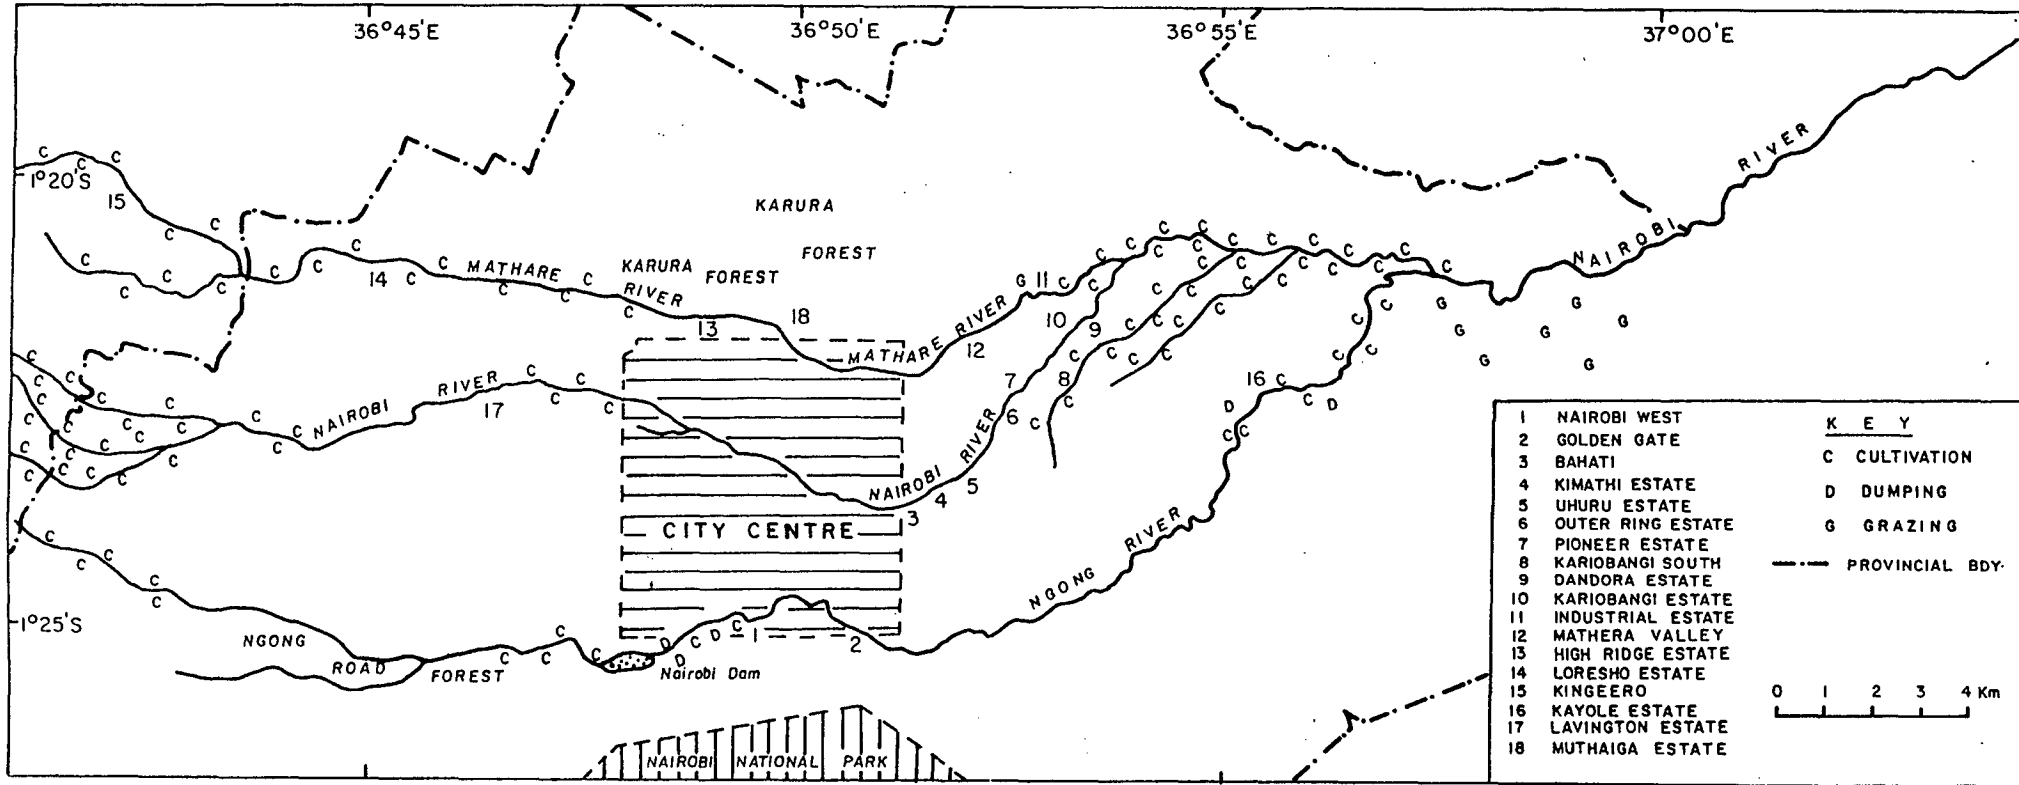 36°45'E 36°50'E 36°55'E 37°00'E
1°20'S
15
KARURA
FOREST
KARURA
FOREST
MATHARE
RIVER
14
13
18
MATHARE RIVER
12
G
11
10
9
8
7
6
NAIROBI RIVER
NAIROBI RIVER
17
NAIROBI RIVER
3
4
5
CITY CENTRE
16
NGONG RIVER
1°25'S
1
2
NGONG
ROAD
FOREST
Nairobi Dam
NAIROBI NATIONAL PARK
1 NAIROBI WEST
2 GOLDEN GATE
3 BAHATI
4 KIMATHI ESTATE
5 UHURU ESTATE
6 OUTER RING ESTATE
7 PIONEER ESTATE
8 KARIOBANGI SOUTH
9 DANDORA ESTATE
10 KARIOBANGI ESTATE
11 INDUSTRIAL ESTATE
12 MATHERA VALLEY
13 HIGH RIDGE ESTATE
14 LORESHO ESTATE
15 KINGEERO
16 KAYOLE ESTATE
17 LAVINGTON ESTATE
18 MUTHAIGA ESTATE
KEY
C CULTIVATION
D DUMPING
G GRAZING
PROVINCIAL BDY.
0 1 2 3 4 Km